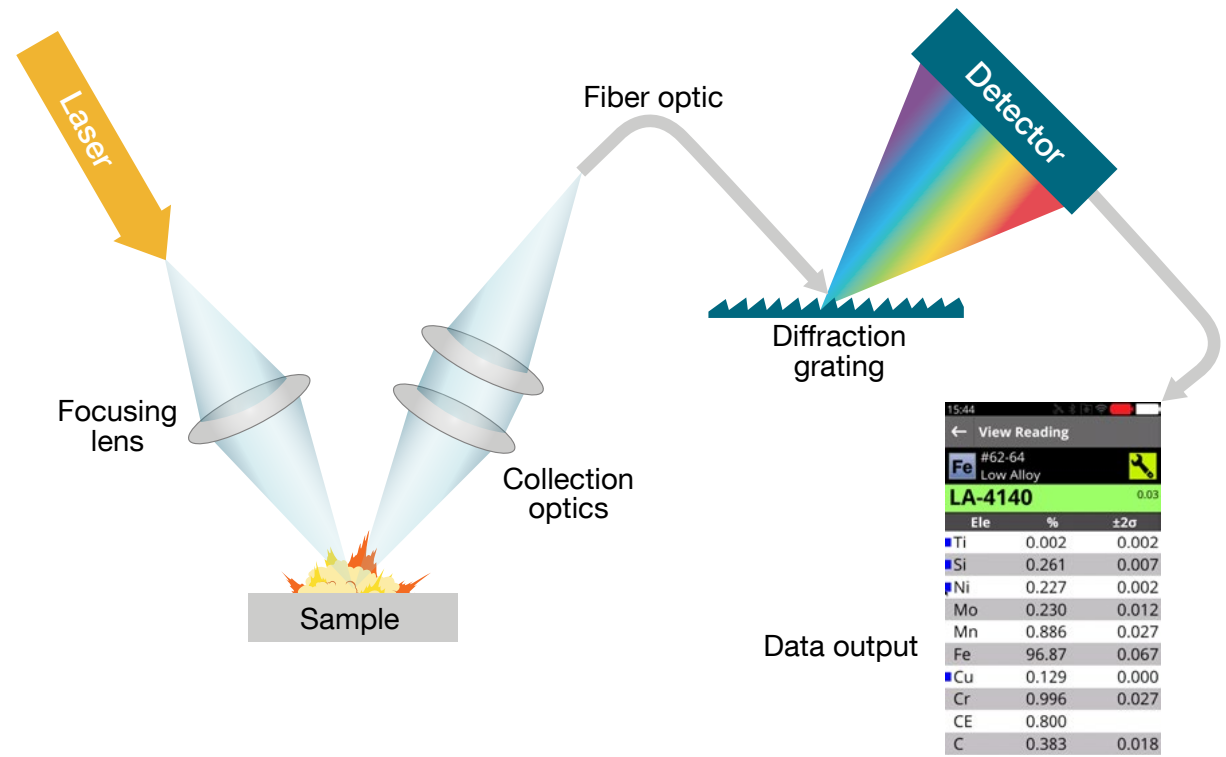 Laser
Fiber optic
Detector
Diffraction
grating
Focusing
lens
Collection
optics
Sample
Data output
15:44
← View Reading
Fe
#62-64
Low Alloy
LA-4140 0.03
Ele % ±2σ
Ti 0.002 0.002
Si 0.261 0.007
Ni 0.227 0.002
Mo 0.230 0.012
Mn 0.886 0.027
Fe 96.87 0.067
Cu 0.129 0.000
Cr 0.996 0.027
CE 0.800
C 0.383 0.018